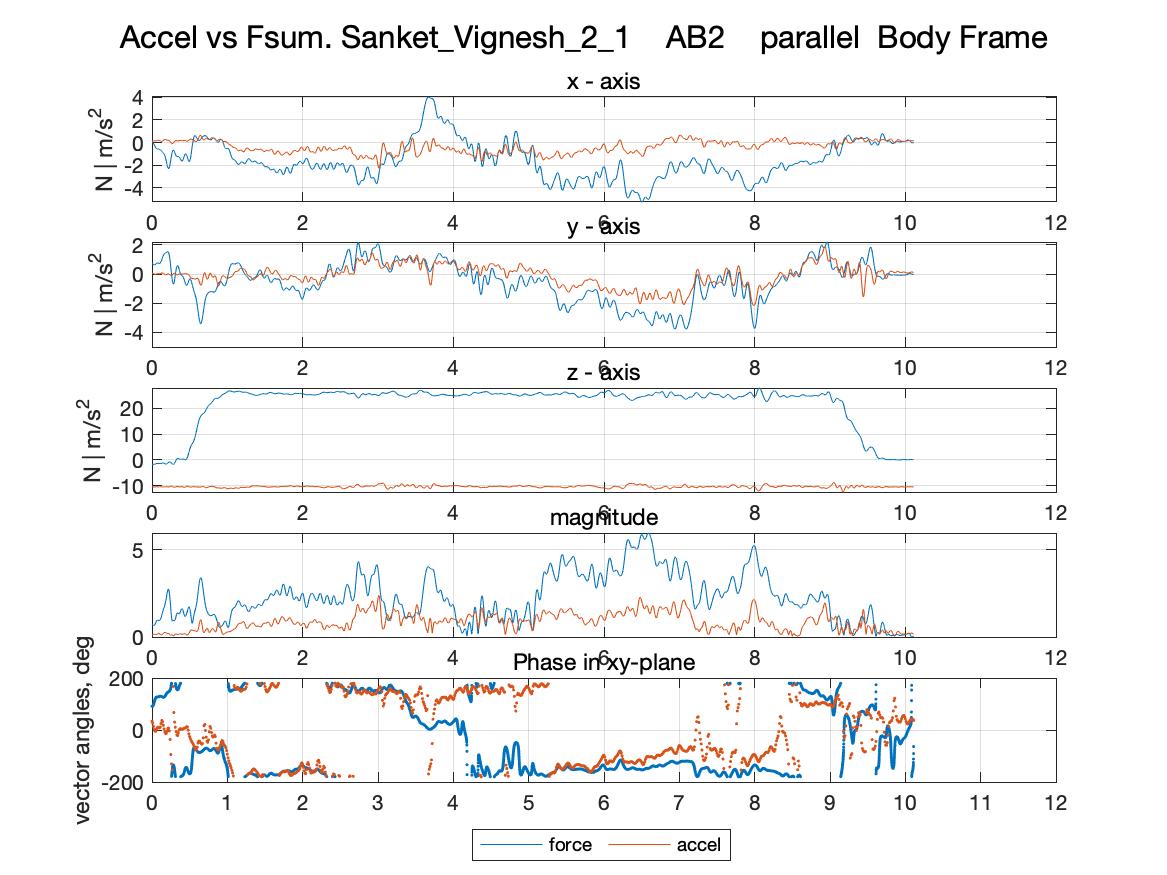 Accel vs Fsum. Sanket_Vignesh_2_1 AB2 parallel Body Frame
x - axis
N | m/s²
4
2
0
-2
-4
0 2 4 6 8 10 12
y - axis
N | m/s²
2
0
-2
-4
0 2 4 6 8 10 12
z - axis
N | m/s²
20
10
0
-10
0 2 4 6 8 10 12
magnitude
5
0
0 2 4 6 8 10 12
Phase in xy-plane
vector angles, deg
200
0
-200
0 1 2 3 4 5 6 7 8 9 10 11 12
force accel